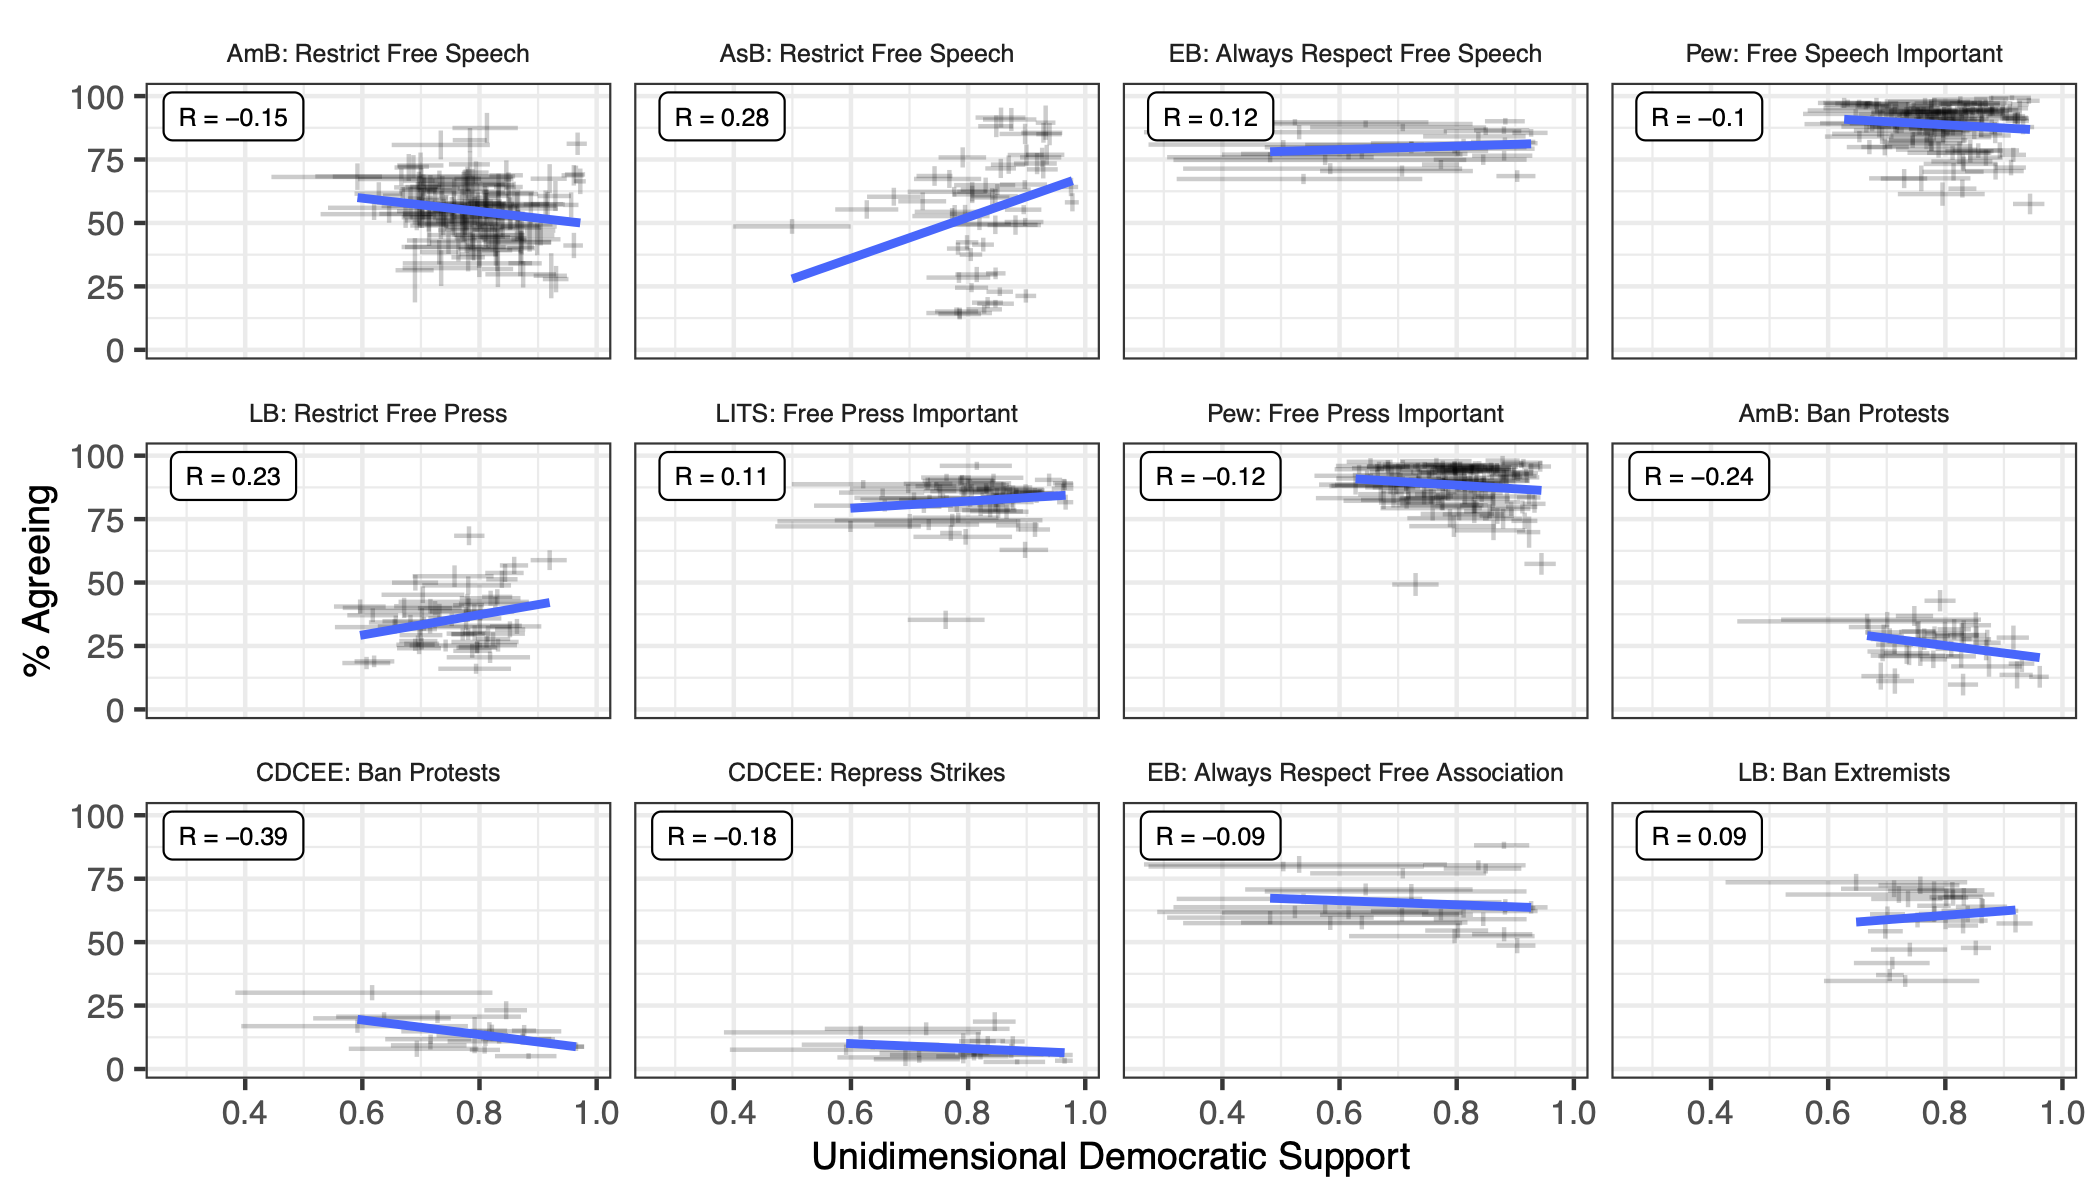 AmB: Restrict Free Speech
AsB: Restrict Free Speech
EB: Always Respect Free Speech
Pew: Free Speech Important
R = −0.15
R = 0.28
R = 0.12
R = −0.1
100
75
50
25
0
LB: Restrict Free Press
LITS: Free Press Important
Pew: Free Press Important
AmB: Ban Protests
R = 0.23
R = 0.11
R = −0.12
R = −0.24
100
75
50
25
0
% Agreeing
CDCEE: Ban Protests
CDCEE: Repress Strikes
EB: Always Respect Free Association
LB: Ban Extremists
R = −0.39
R = −0.18
R = −0.09
R = 0.09
100
75
50
25
0
0.4 0.6 0.8 1.0
0.4 0.6 0.8 1.0
0.4 0.6 0.8 1.0
0.4 0.6 0.8 1.0
Unidimensional Democratic Support